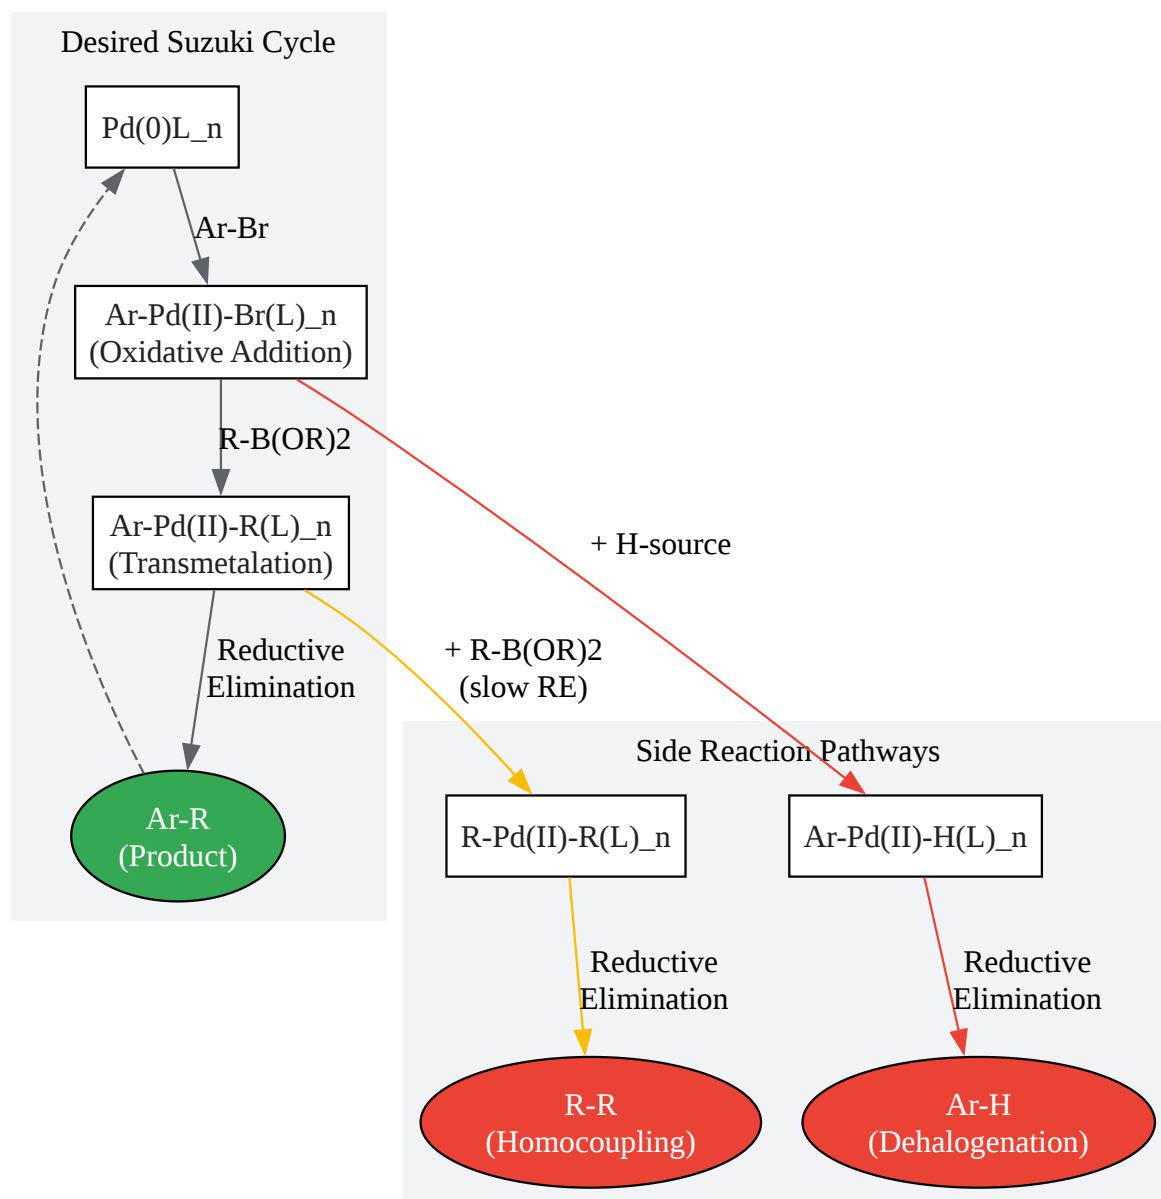 Desired Suzuki Cycle
Pd(0)L_n
Ar-Br
Ar-Pd(II)-Br(L)_n
(Oxidative Addition)
R-B(OR)2
Ar-Pd(II)-R(L)_n
(Transmetalation)
+ H-source
Reductive
Elimination
+ R-B(OR)2
(slow RE)
Ar-R
(Product)
Side Reaction Pathways
R-Pd(II)-R(L)_n
Ar-Pd(II)-H(L)_n
Reductive
Elimination
Reductive
Elimination
R-R
(Homocoupling)
Ar-H
(Dehalogenation)